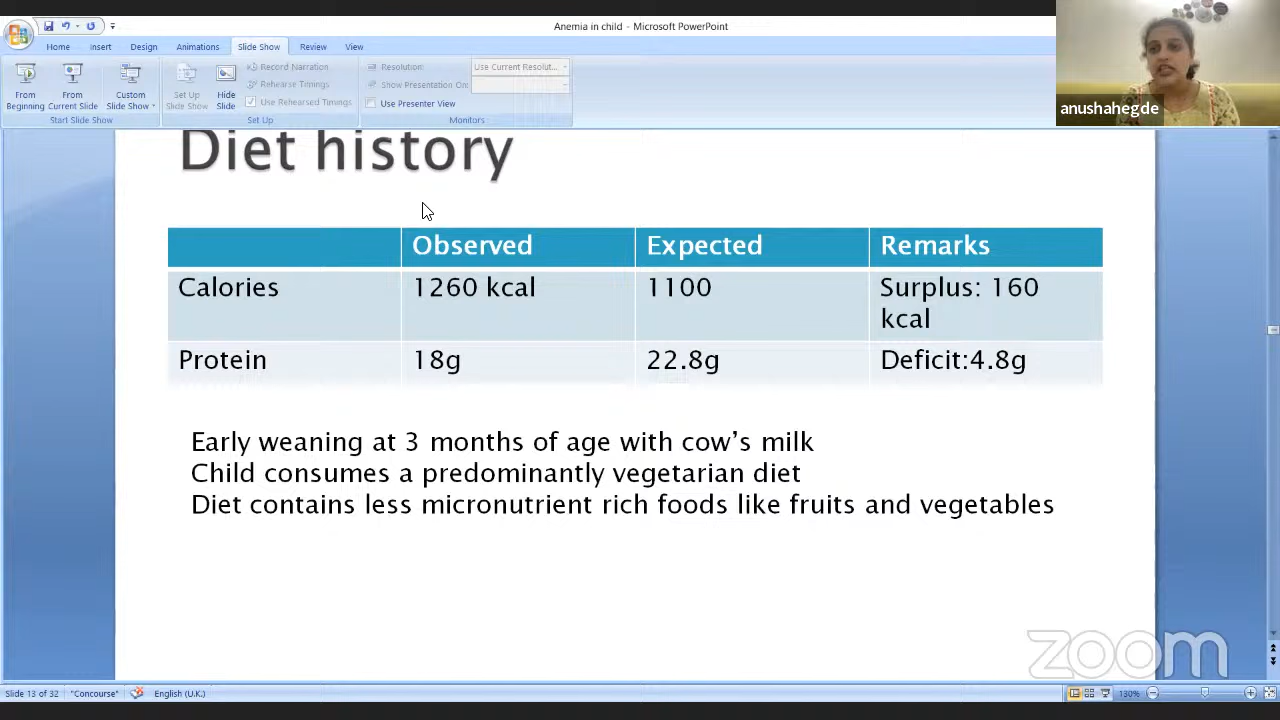 Anemia in child - Microsoft PowerPoint
Home Insert Design Animations Slide Show Review View
From Beginning
From Current Slide
Custom Slide Show
Set Up Slide Show
Hide Slide
Record Narration
Rehearse Timings
Use Rehearsed Timings
Resolution: Use Current Resolut...
Show Presentation On:
Use Presenter View
Start Slide Show Set Up Monitors
anushahegde
Diet history
Observed Expected Remarks
Calories 1260 kcal 1100 Surplus: 160 kcal
Protein 18g 22.8g Deficit:4.8g
Early weaning at 3 months of age with cow’s milk
Child consumes a predominantly vegetarian diet
Diet contains less micronutrient rich foods like fruits and vegetables
zoom
Slide 13 of 32 "Concourse" English (U.K.) 130%